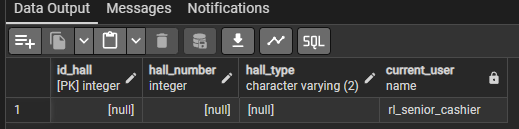 Data Output Messages Notifications
SQL
id_hall hall_number hall_type current_user
[PK] integer integer character varying (2) name
1 [null] [null] [null] rl_senior_cashier